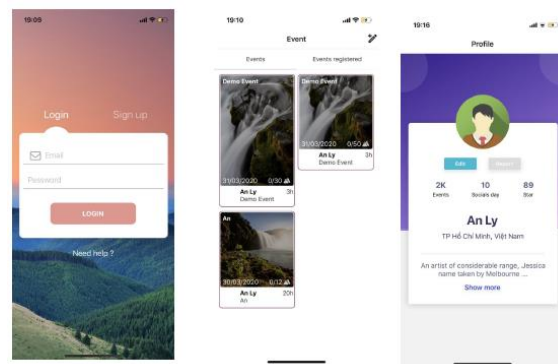 19:09
Login
Sign up
Email
Password
LOGIN
Need help ?
19:10
Event
Events
Events registered
Demo Event
31/03/2020 0/30
An Ly
3h
Demo Event
Demo Event
31/03/2020 0/50
An Ly
3h
Demo Event
An
30/03/2020 0/12
An Ly
20h
An
19:16
Profile
Edit
2K
10
89
Events
Socials day
Star
An Ly
TP Hồ Chí Minh, Việt Nam
An artist of considerable range, Jessica
name taken by Melbourne ...
Show more